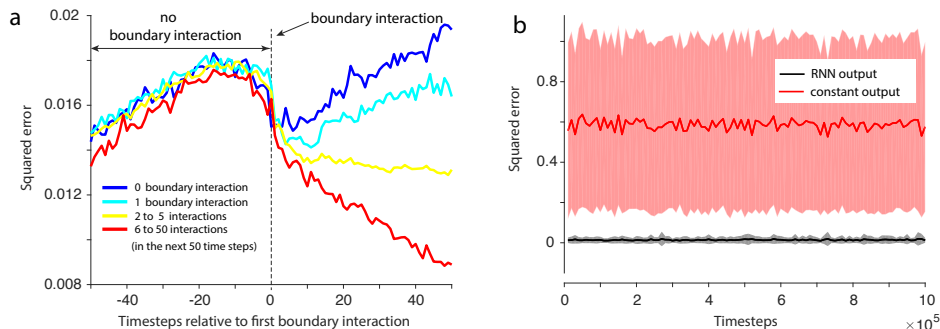 a
no
boundary interaction
boundary interaction
0.02
0.016
0.012
0.008
Squared error
0 boundary interaction
1 boundary interaction
2 to 5 interactions
6 to 50 interactions
(in the next 50 time steps)
-40
-20
0
20
40
Timesteps relative to first boundary interaction
b
0.8
0.4
0
Squared error
RNN output
constant output
0
2
4
6
8
10
Timesteps
×10⁵